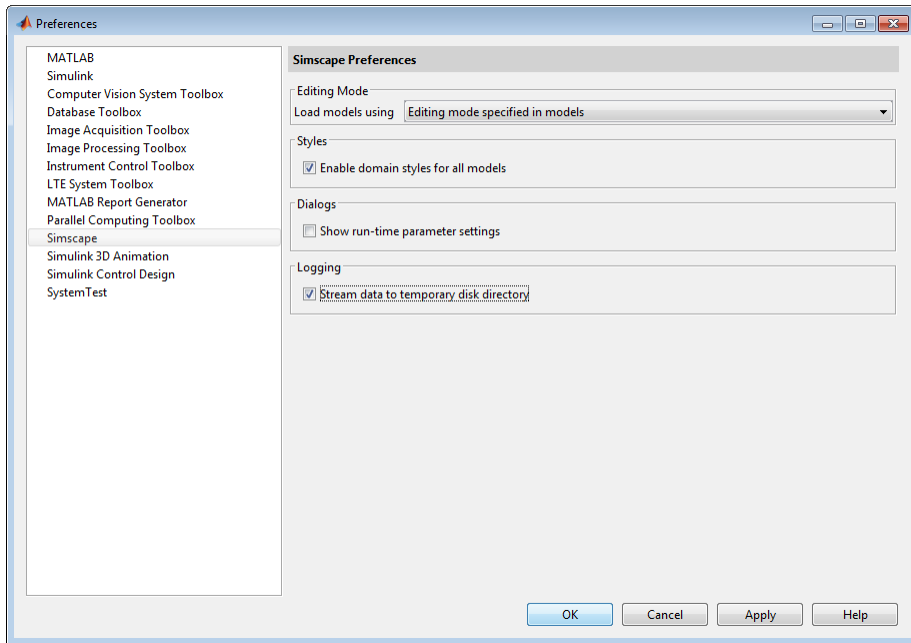 Preferences
MATLAB
Simulink
Computer Vision System Toolbox
Database Toolbox
Image Acquisition Toolbox
Image Processing Toolbox
Instrument Control Toolbox
LTE System Toolbox
MATLAB Report Generator
Parallel Computing Toolbox
Simscape
Simulink 3D Animation
Simulink Control Design
SystemTest
Simscape Preferences
Editing Mode
Load models using Editing mode specified in models
Styles
Enable domain styles for all models
Dialogs
Show run-time parameter settings
Logging
Stream data to temporary disk directory
OK Cancel Apply Help